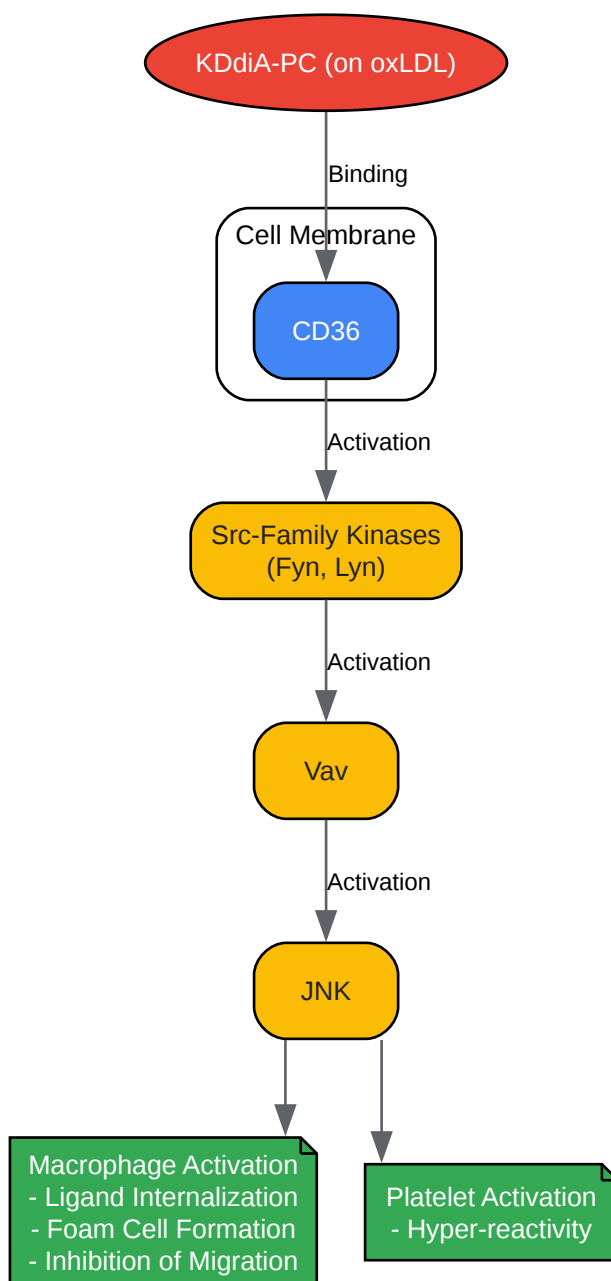 KDdiA-PC (on oxLDL)
Binding
Cell Membrane
CD36
Activation
Src-Family Kinases
(Fyn, Lyn)
Activation
Vav
Activation
JNK
Macrophage Activation
- Ligand Internalization
- Foam Cell Formation
- Inhibition of Migration
Platelet Activation
- Hyper-reactivity